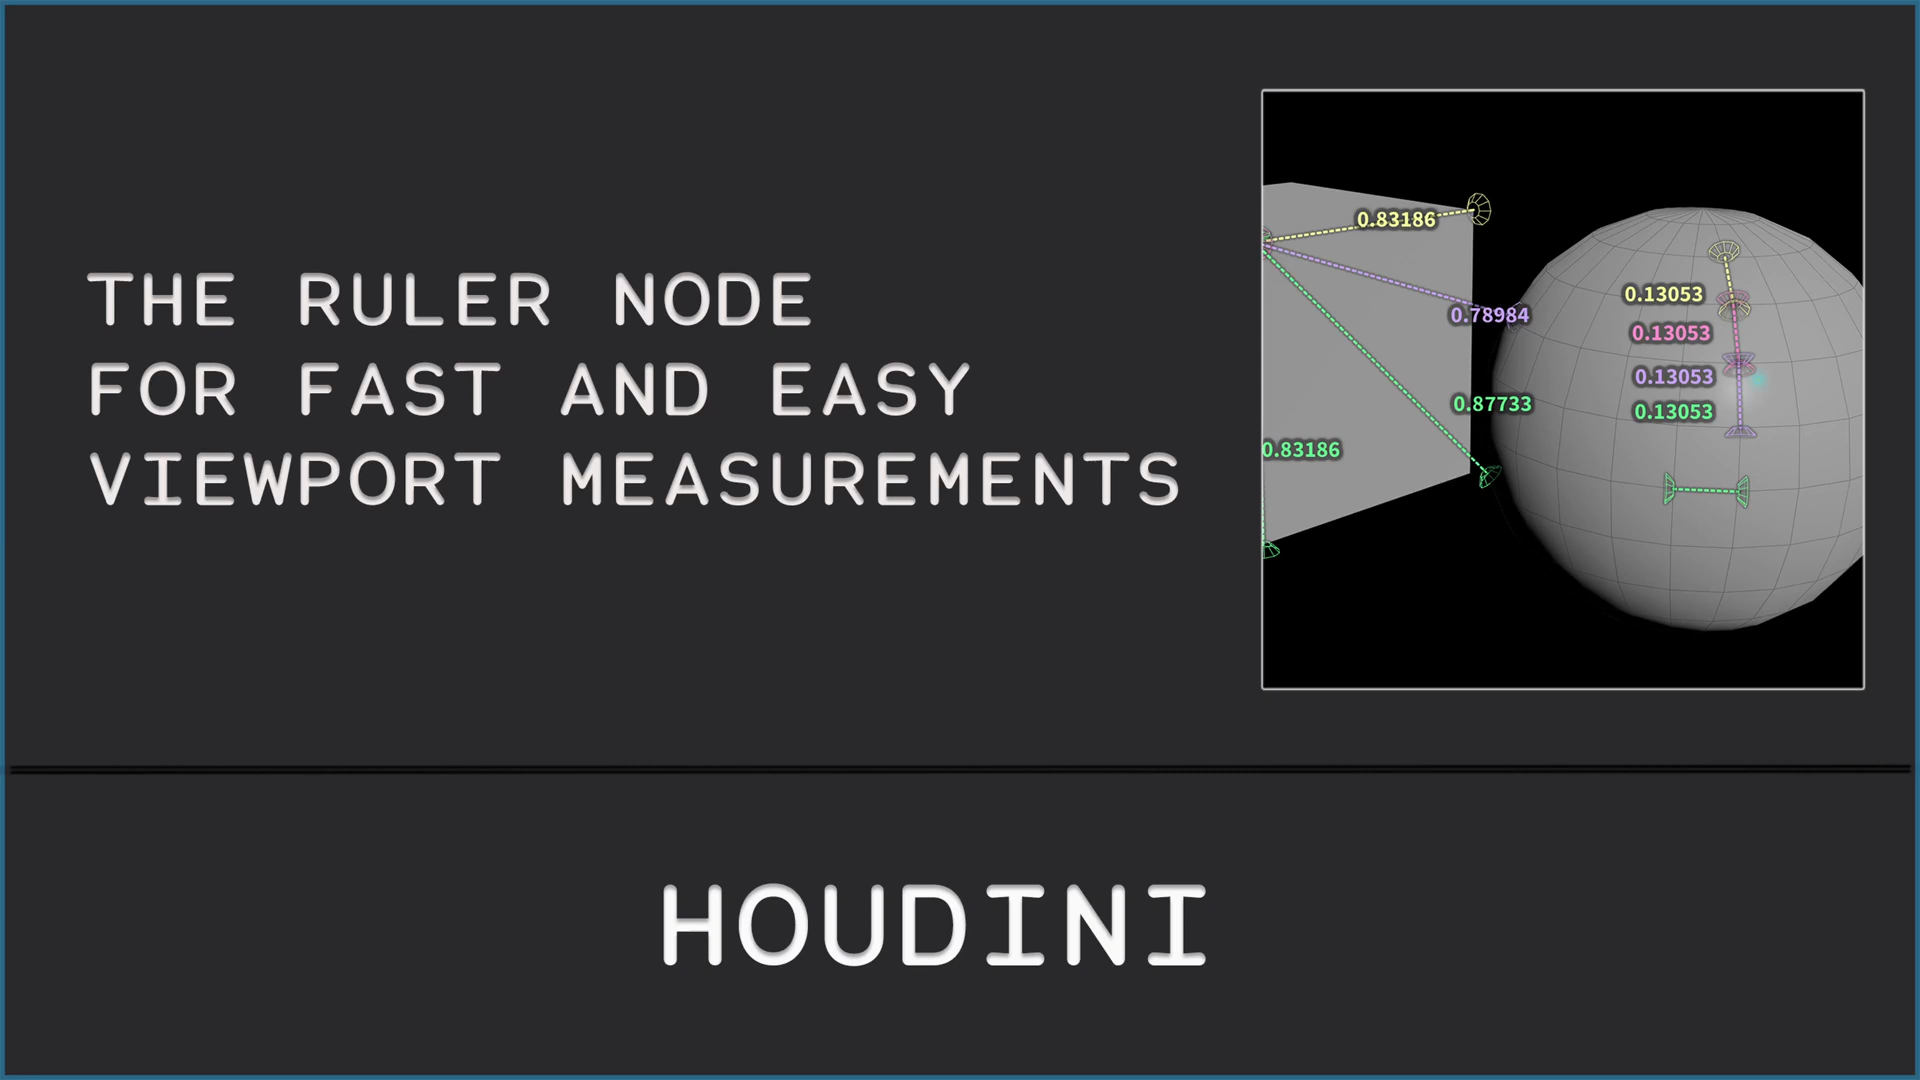 THE RULER NODE
FOR FAST AND EASY
VIEWPORT MEASUREMENTS
0.83186
0.78984
0.87733
0.83186
0.13053
0.13053
0.13053
0.13053
HOUDINI